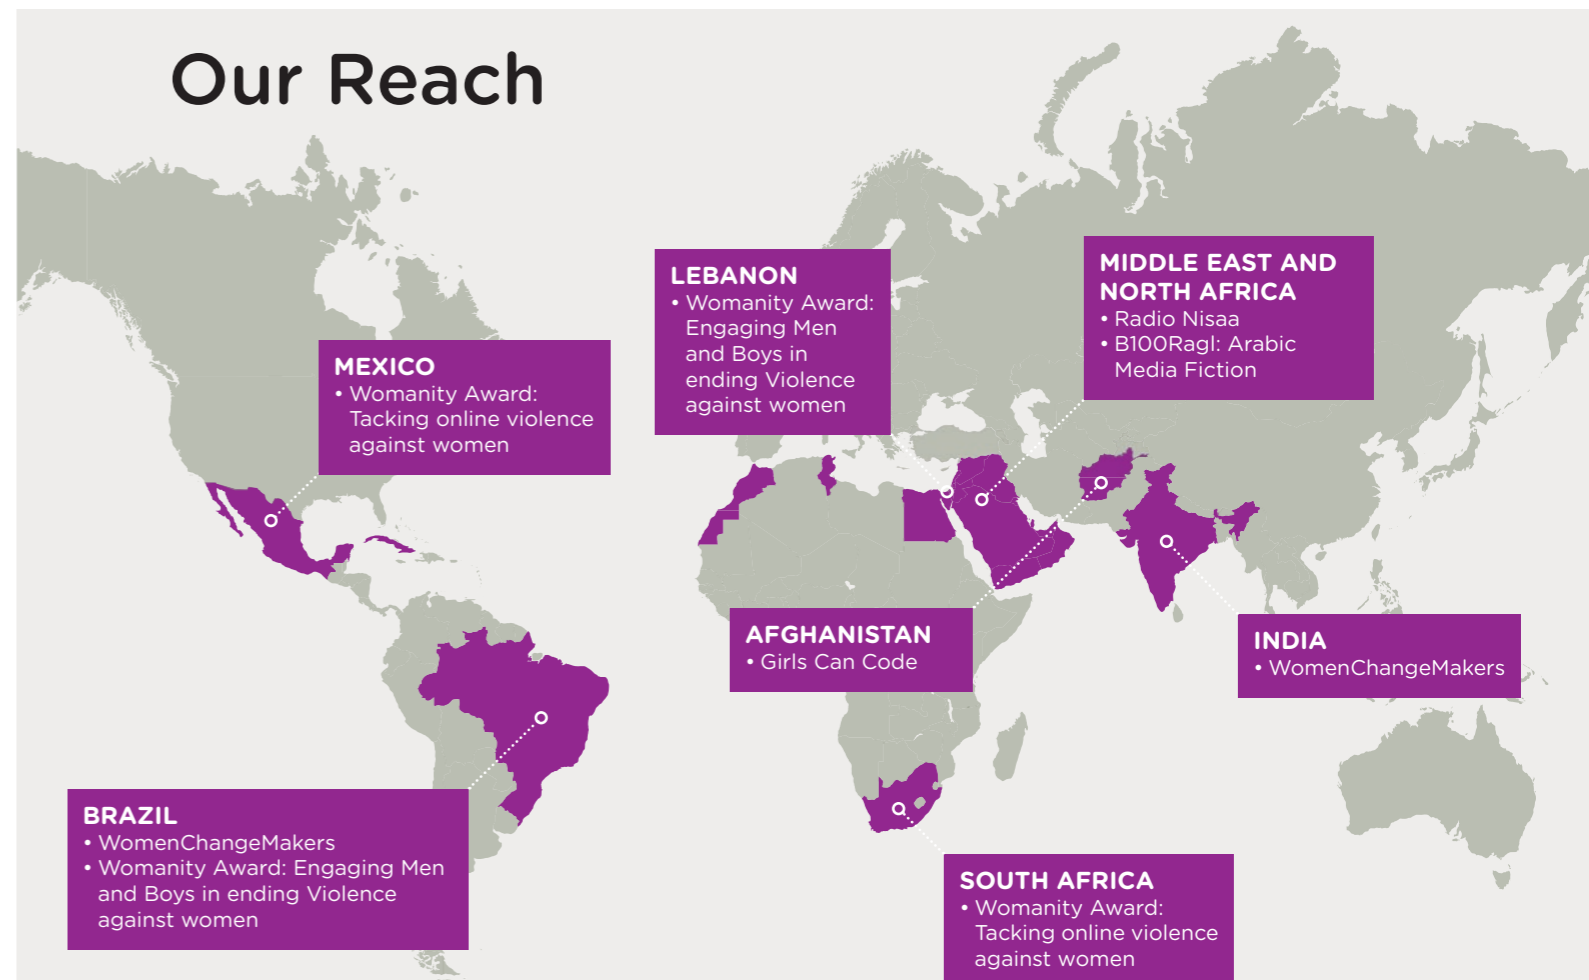 Our Reach
LEBANON
• Womanity Award:
Engaging Men
and Boys in
ending Violence
against women
MIDDLE EAST AND
NORTH AFRICA
• Radio Nisaa
• B100Ragl: Arabic
Media Fiction
MEXICO
• Womanity Award:
Tacking online violence
against women
AFGHANISTAN
• Girls Can Code
INDIA
• WomenChangeMakers
BRAZIL
• WomenChangeMakers
• Womanity Award: Engaging Men
and Boys in ending Violence
against women
SOUTH AFRICA
• Womanity Award:
Tacking online violence
against women